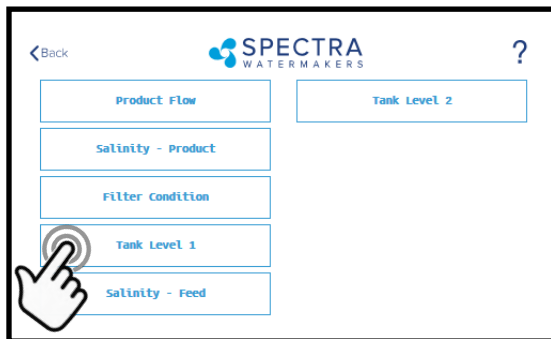 Back
SPECTRA
WATERMAKERS
?
Product Flow
Tank Level 2
Salinity - Product
Filter Condition
Tank Level 1
Salinity - Feed